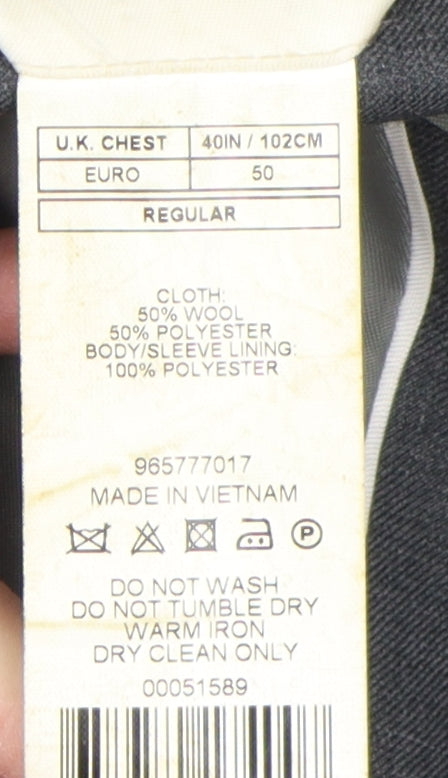 U.K. CHEST 40IN / 102CM
EURO 50
REGULAR
CLOTH:
50% WOOL
50% POLYESTER
BODY/SLEEVE LINING:
100% POLYESTER
965777017
MADE IN VIETNAM
P
DO NOT WASH
DO NOT TUMBLE DRY
WARM IRON
DRY CLEAN ONLY
00051589